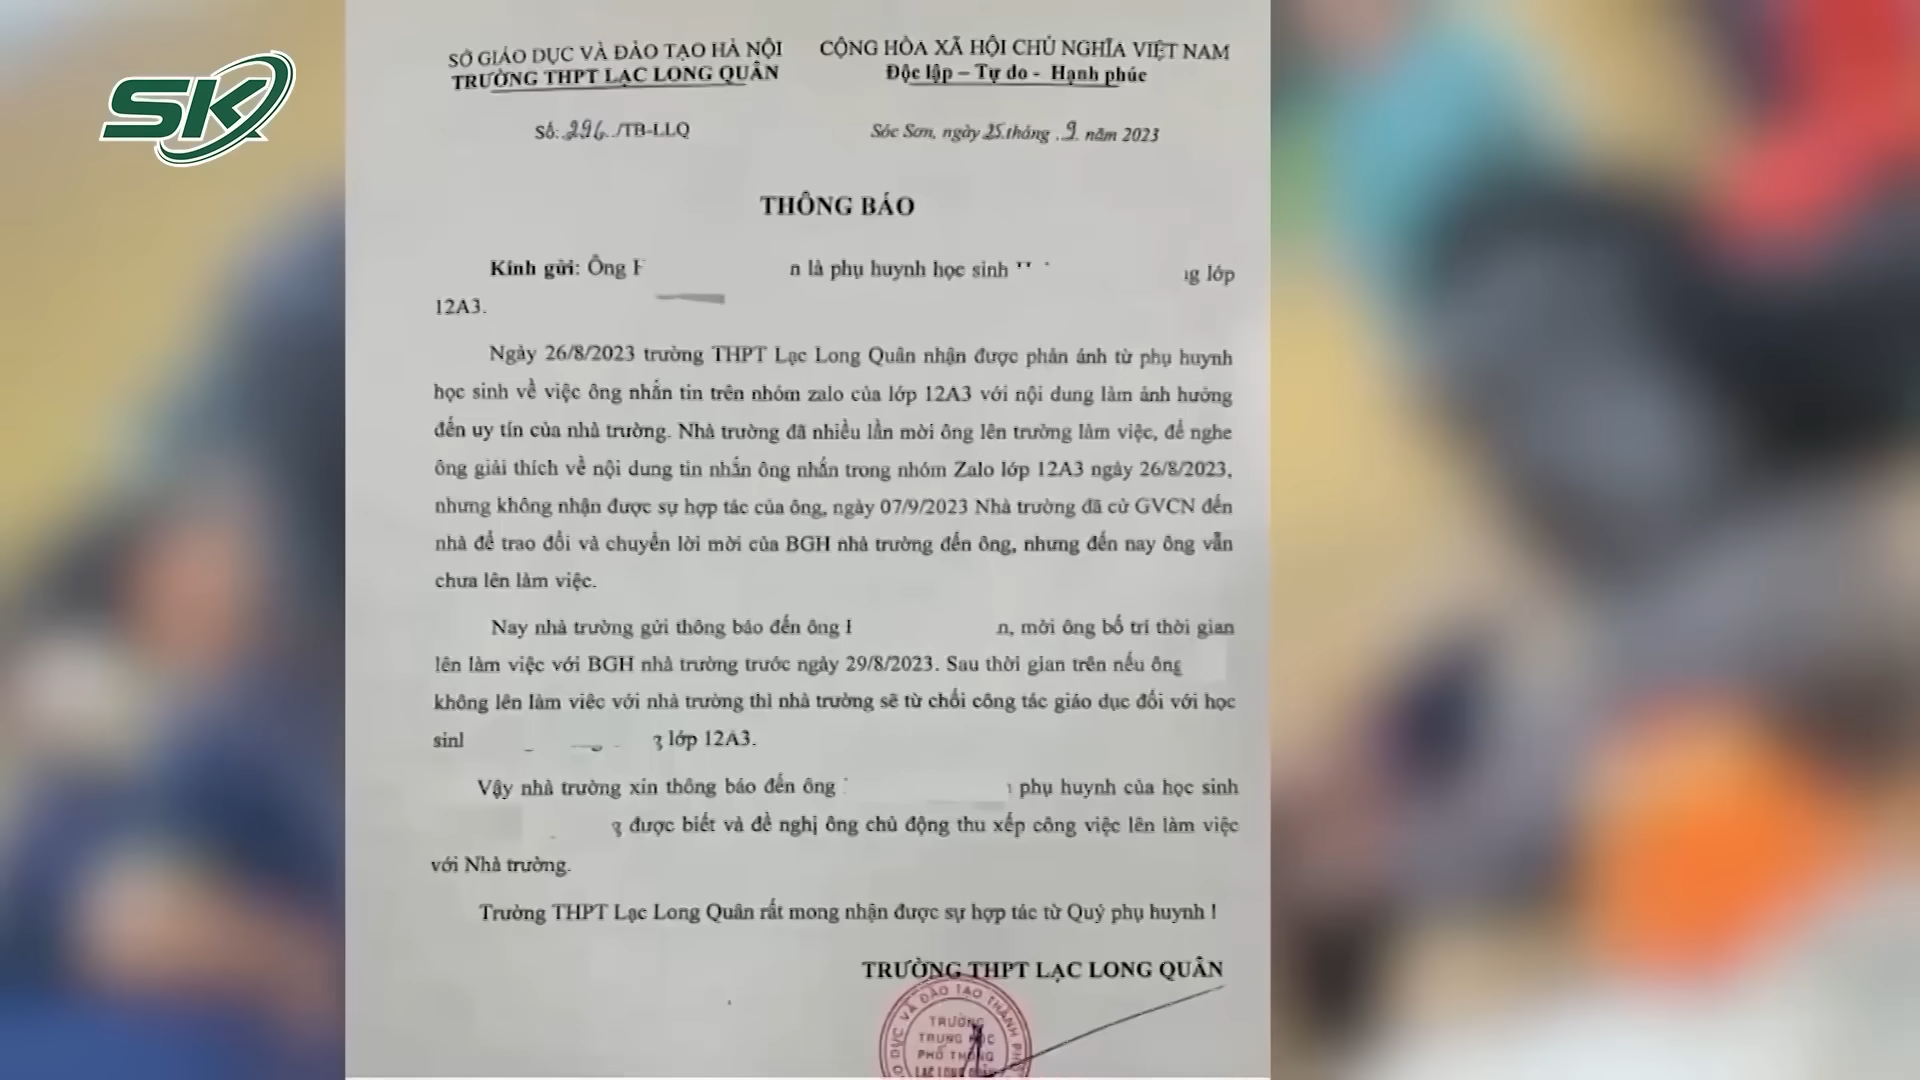 SK
SỞ GIÁO DỤC VÀ ĐÀO TẠO HÀ NỘI
TRƯỜNG THPT LẠC LONG QUÂN
CỘNG HÒA XÃ HỘI CHỦ NGHĨA VIỆT NAM
Độc lập – Tự do - Hạnh phúc
Số: 296 /TB-LLQ
Sóc Sơn, ngày 25 tháng 9 năm 2023
THÔNG BÁO
Kính gửi: Ông là phụ huynh học sinh lớp
12A3.
Ngày 26/8/2023 trường THPT Lạc Long Quân nhận được phản ánh từ phụ huynh
học sinh về việc ông nhắn tin trên nhóm zalo của lớp 12A3 với nội dung làm ảnh hưởng
đến uy tín của nhà trường. Nhà trường đã nhiều lần mời ông lên trường làm việc, để nghe
ông giải thích về nội dung tin nhắn ông nhắn trong nhóm Zalo lớp 12A3 ngày 26/8/2023,
nhưng không nhận được sự hợp tác của ông, ngày 07/9/2023 Nhà trường đã cử GVCN đến
nhà để trao đổi và chuyển lời mời của BGH nhà trường đến ông, nhưng đến nay ông vẫn
chưa lên làm việc.
Nay nhà trường gửi thông báo đến ông , mời ông bố trí thời gian
lên làm việc với BGH nhà trường trước ngày 29/8/2023. Sau thời gian trên nếu ông
không lên làm việc với nhà trường thì nhà trường sẽ từ chối công tác giáo dục đối với học
lớp 12A3.
Vậy nhà trường xin thông báo đến ông phụ huynh của học sinh
được biết và đề nghị ông chủ động thu xếp công việc lên làm việc
với Nhà trường.
Trường THPT Lạc Long Quân rất mong nhận được sự hợp tác từ Quý phụ huynh !
TRƯỜNG THPT LẠC LONG QUÂN
DỤC VÀ ĐÀO TẠO THÀNH PHỐ
TRƯỜNG
TRUNG HỌC
PHỔ THÔNG
LẠC LONG QUÂN